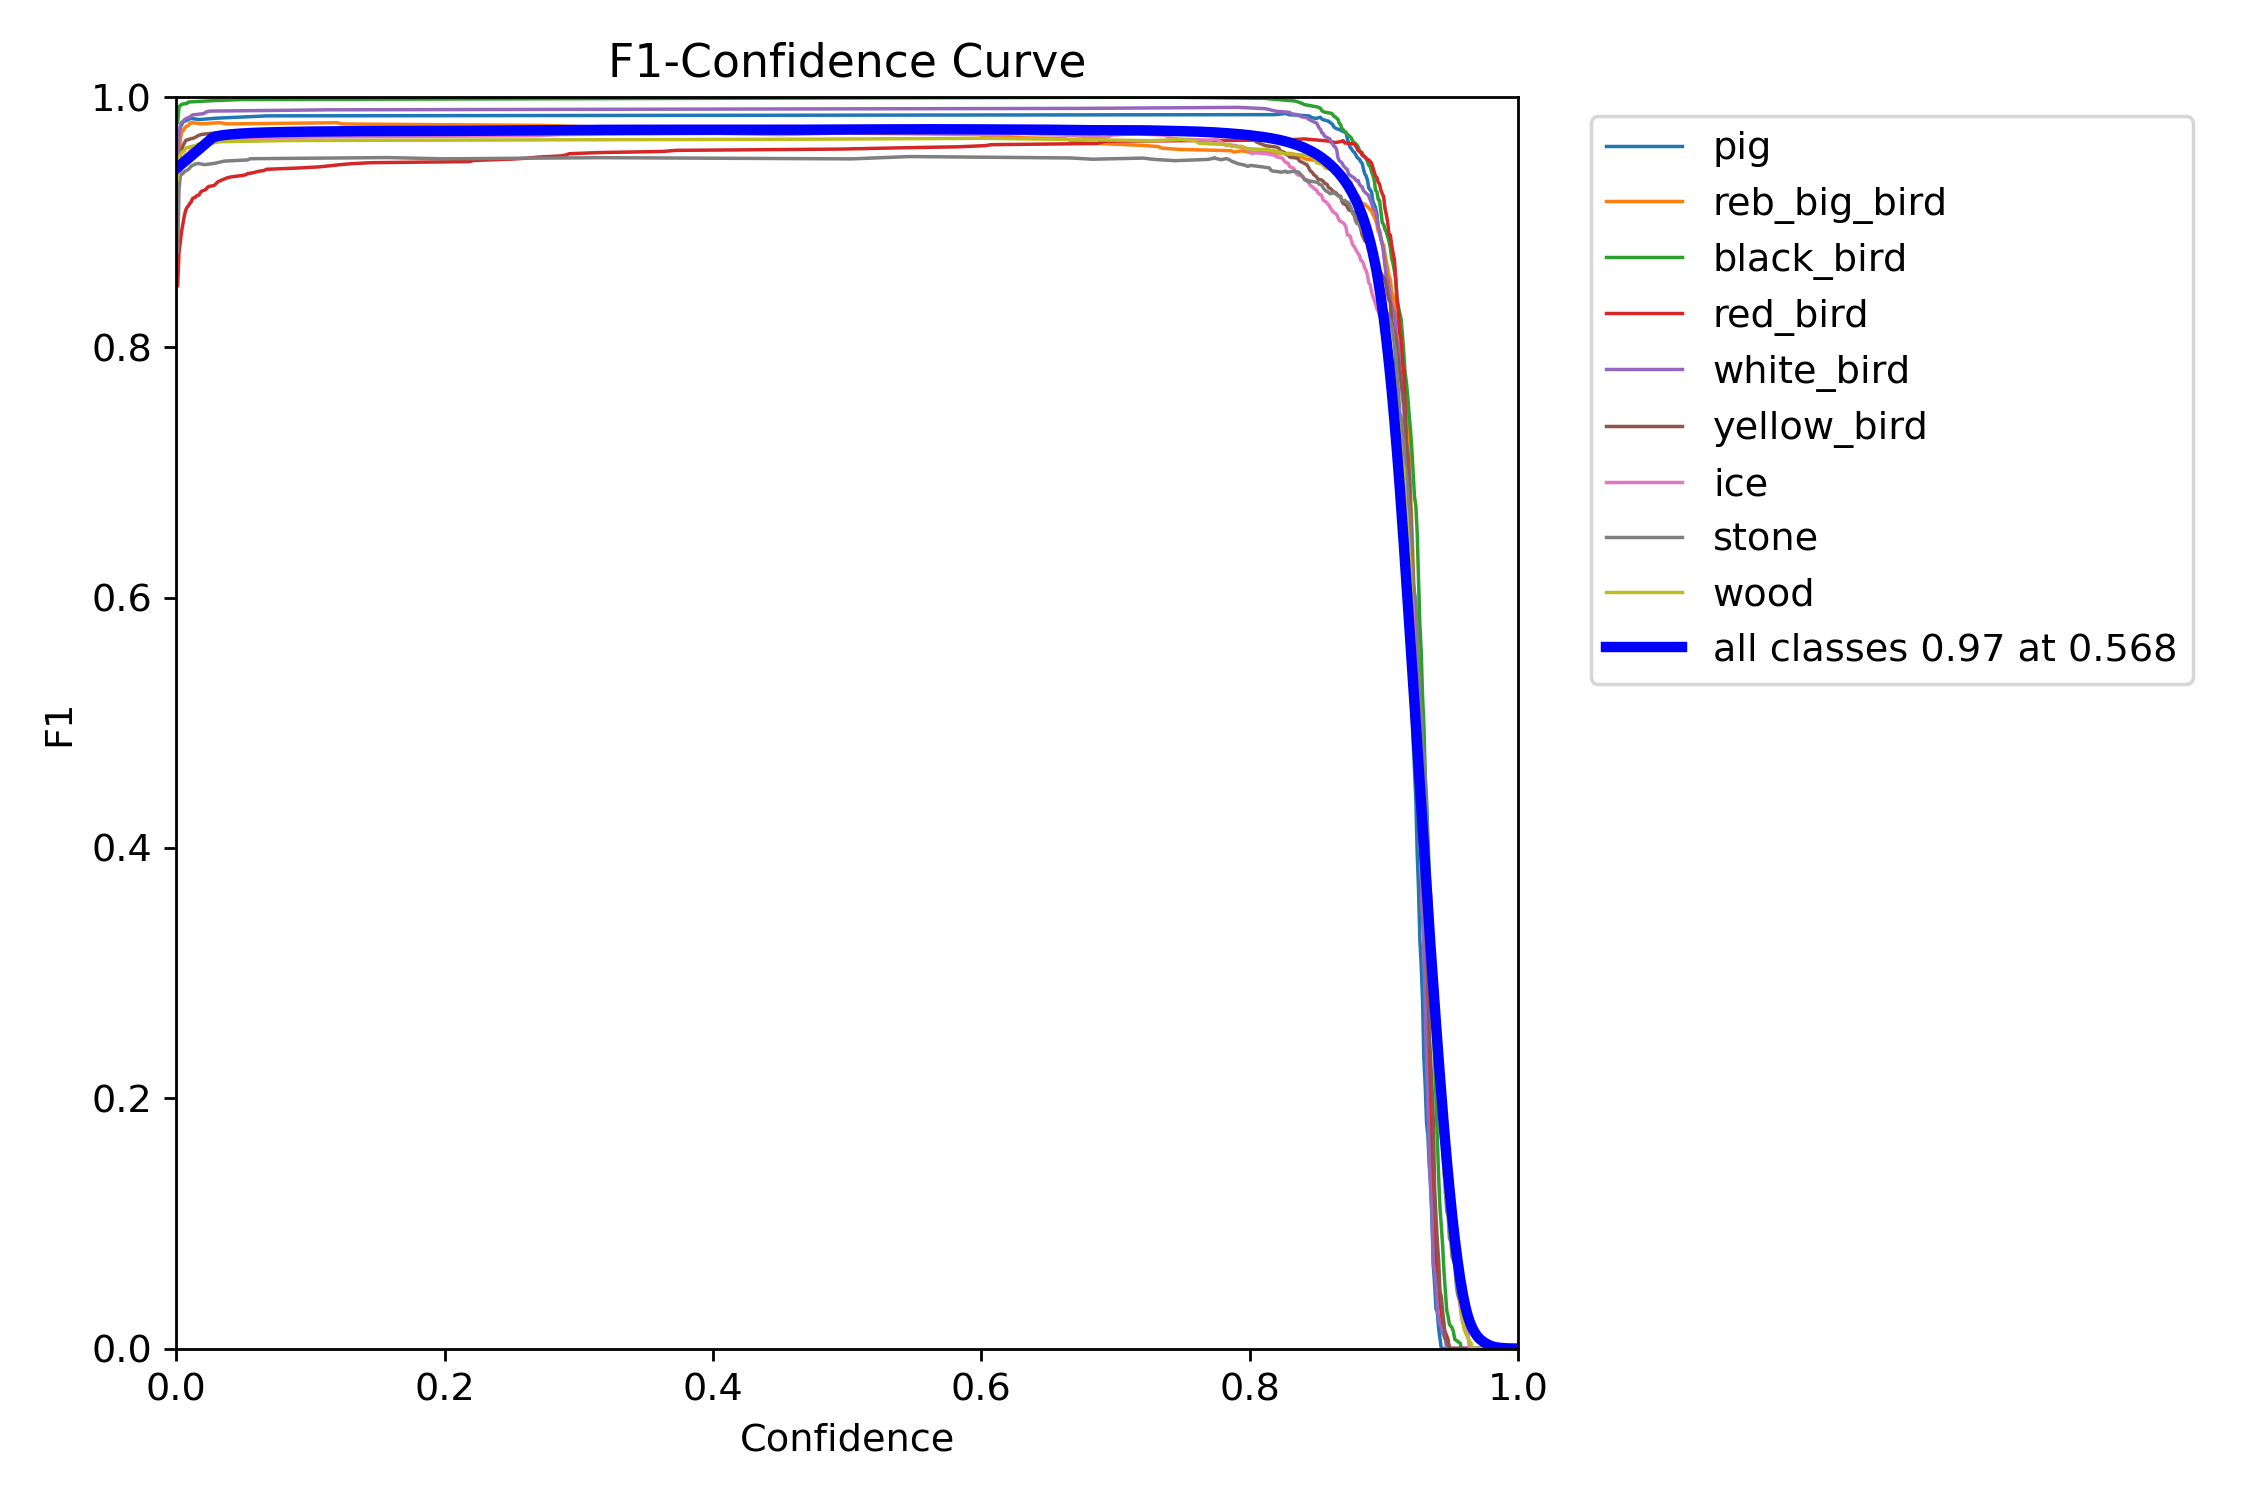 F1-Confidence Curve
1.0
0.8
0.6
0.4
0.2
0.0
F1
0.0 0.2 0.4 0.6 0.8 1.0
Confidence
pig
reb_big_bird
black_bird
red_bird
white_bird
yellow_bird
ice
stone
wood
all classes 0.97 at 0.568